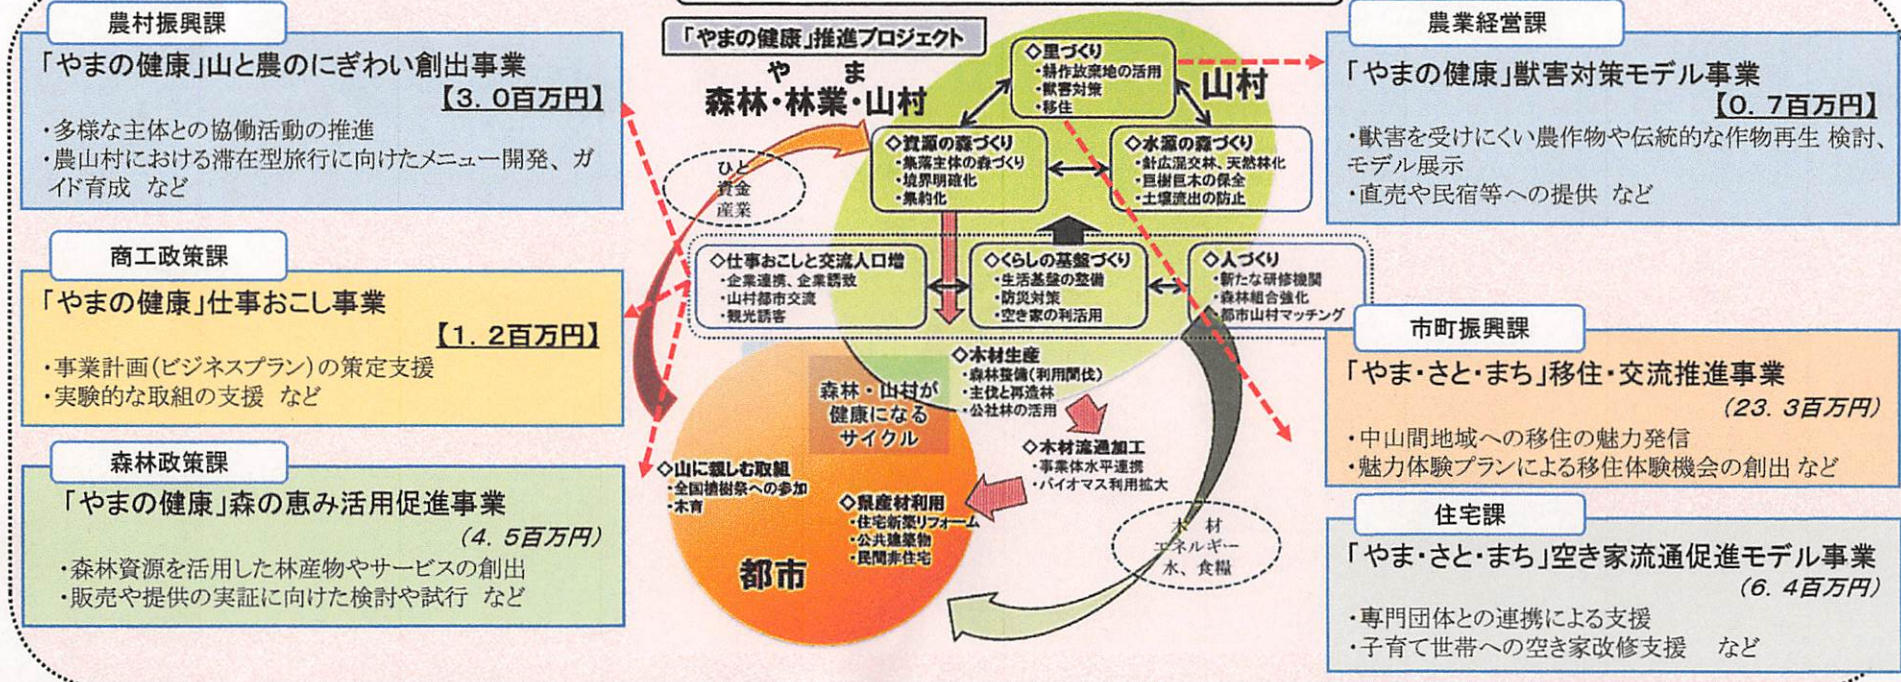 農村振興課
「やまの健康」山と農のにぎわい創出事業
【3.0百万円】
・多様な主体との協働活動の推進
・農山村における滞在型旅行に向けたメニュー開発、ガ
イド育成 など
商工政策課
「やまの健康」仕事おこし事業
【1.2百万円】
・事業計画(ビジネスプラン)の策定支援
・実験的な取組の支援 など
森林政策課
「やまの健康」森の恵み活用促進事業
(4.5百万円)
・森林資源を活用した林産物やサービスの創出
・販売や提供の実証に向けた検討や試行 など
「やまの健康」推進プロジェクト
や ま
森林・林業・山村
山村
◇里づくり
・耕作放棄地の活用
・獣害対策
・移住
◇資源の森づくり
・集落主体の森づくり
・境界明確化
・集約化
◇水源の森づくり
・針広混交林、天然林化
・巨樹巨木の保全
・土壌流出の防止
ひと
資金
産業
◇仕事おこしと交流人口増
・企業連携、企業誘致
・山村都市交流
・観光誘客
◇くらしの基盤づくり
・生活基盤の整備
・防災対策
・空き家の利活用
◇人づくり
・新たな研修機関
・森林組合強化
・都市山村マッチング
◇木材生産
・森林整備(利用間伐)
・主伐と再造林
・公社林の活用
森林・山村が
健康になる
サイクル
◇木材流通加工
・事業体水平連携
・バイオマス利用拡大
◇山に親しむ取組
・全国植樹祭への参加
・木育
◇県産材利用
・住宅新築リフォーム
・公共建築物
・民間非住宅
都市
木 材
エネルギー
水、食糧
農業経営課
「やまの健康」獣害対策モデル事業
【0.7百万円】
・獣害を受けにくい農作物や伝統的な作物再生 検討、
モデル展示
・直売や民宿等への提供 など
市町振興課
「やま・さと・まち」移住・交流推進事業
(23.3百万円)
・中山間地域への移住の魅力発信
・魅力体験プランによる移住体験機会の創出 など
住宅課
「やま・さと・まち」空き家流通促進モデル事業
(6.4百万円)
・専門団体との連携による支援
・子育て世帯への空き家改修支援 など